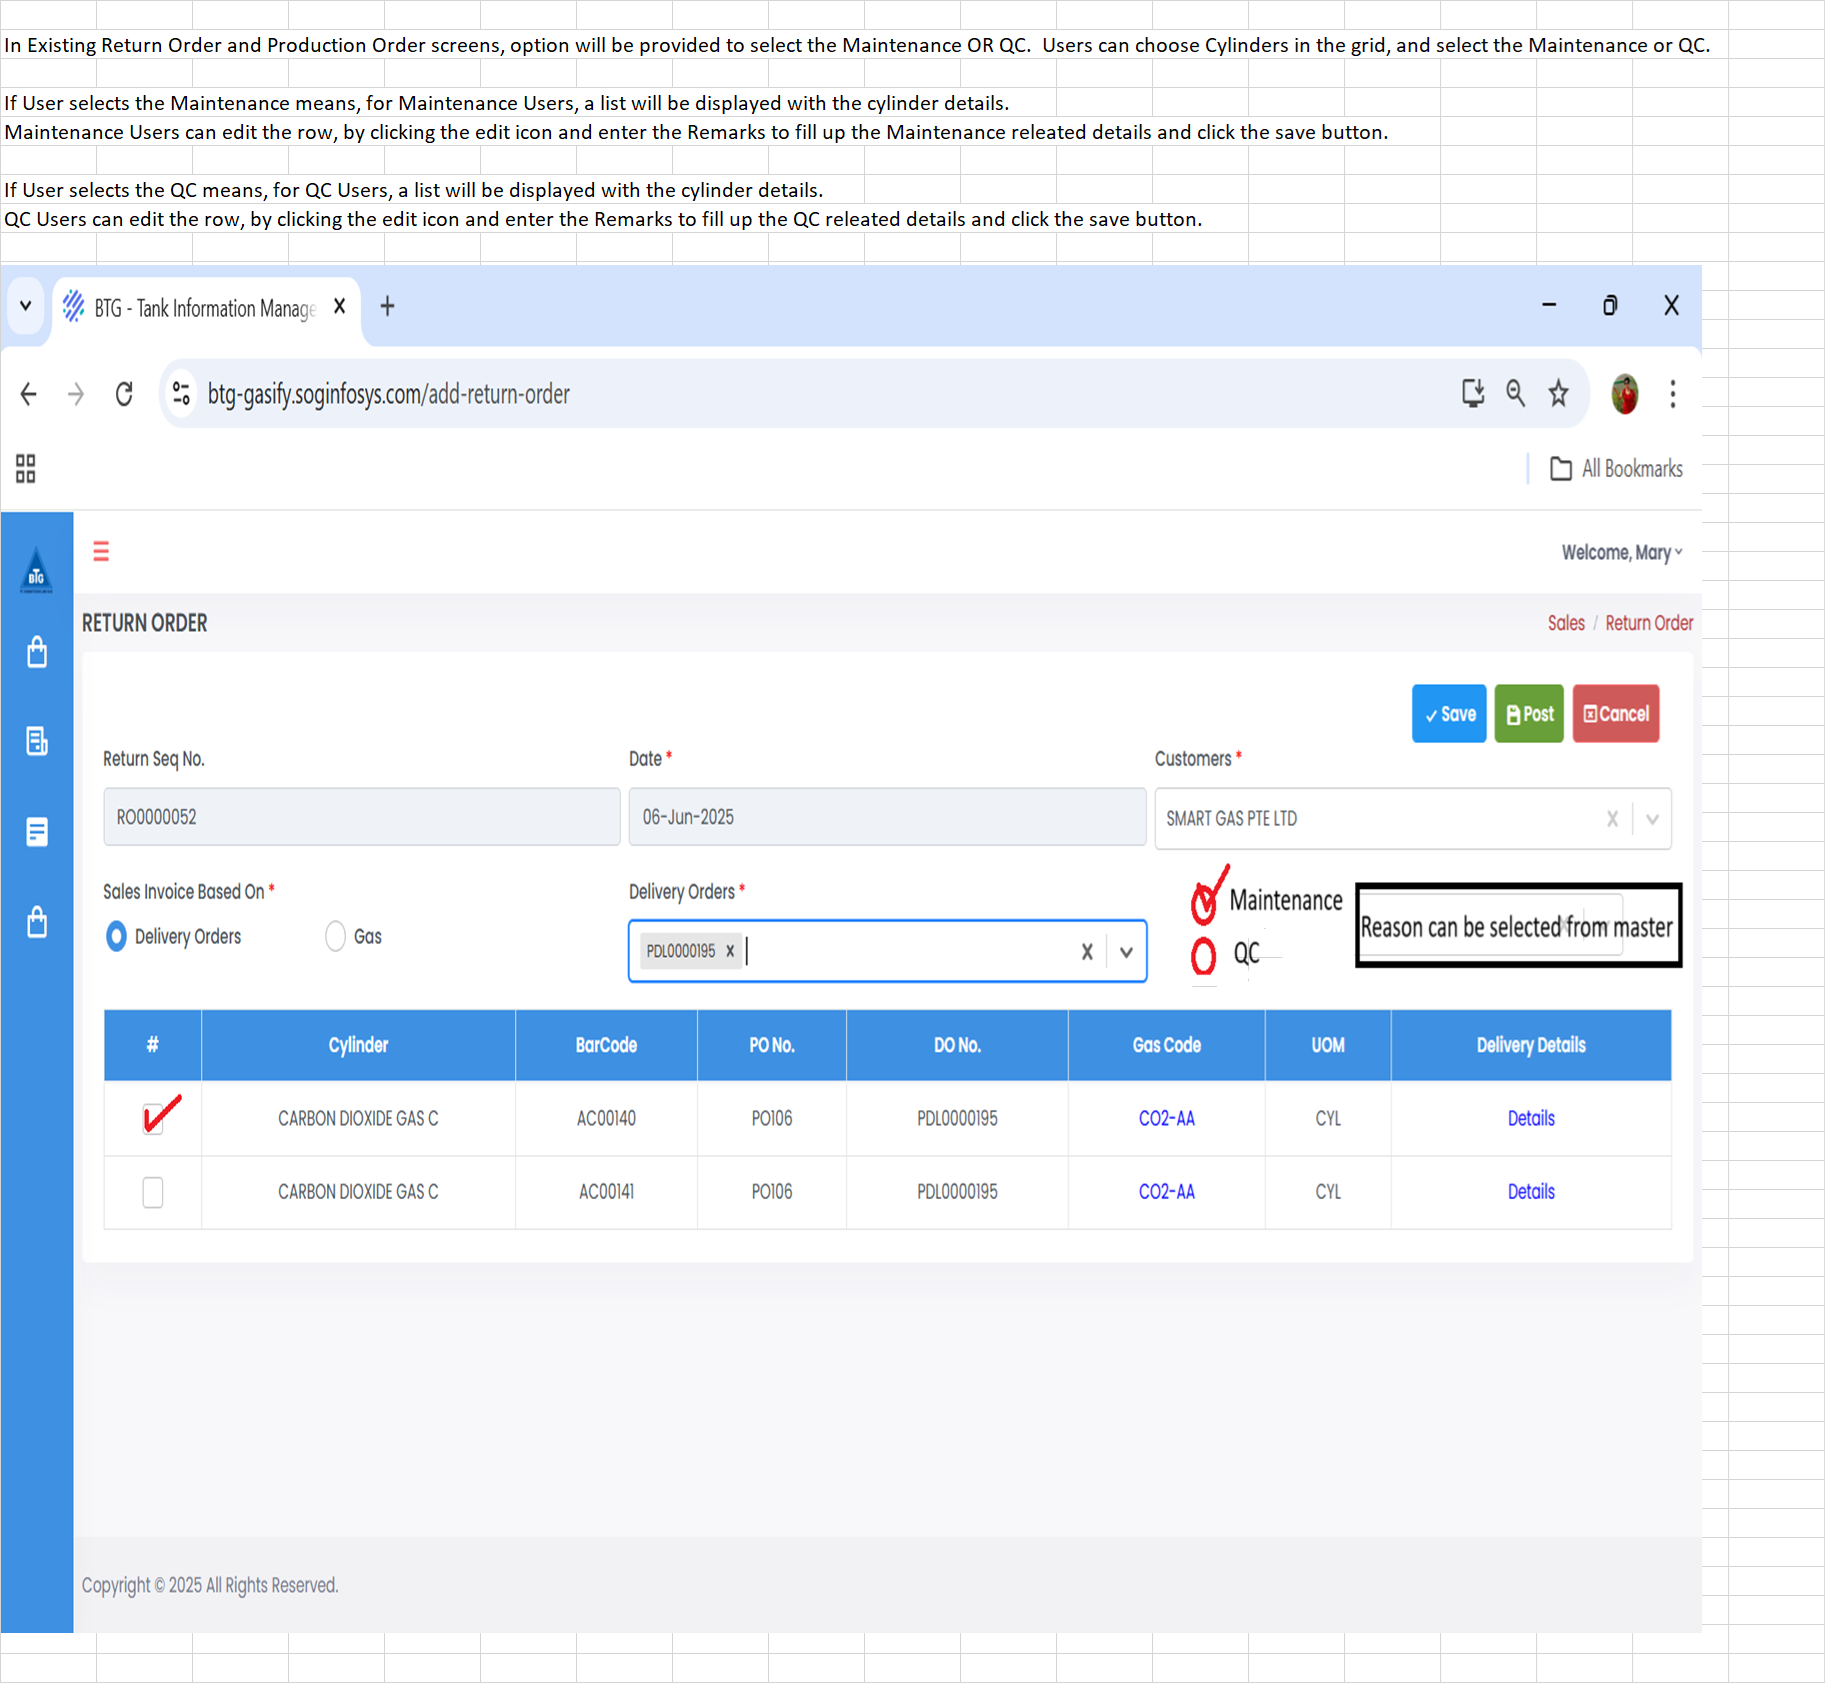 In Existing Return Order and Production Order screens, option will be provided to select the Maintenance OR QC.  Users can choose Cylinders in the grid, and select the Maintenance or QC.
If User selects the Maintenance means, for Maintenance Users, a list will be displayed with the cylinder details.
Maintenance Users can edit the row, by clicking the edit icon and enter the Remarks to fill up the Maintenance releated details and click the save button.
If User selects the QC means, for QC Users, a list will be displayed with the cylinder details.
QC Users can edit the row, by clicking the edit icon and enter the Remarks to fill up the QC releated details and click the save button.
BTG - Tank Information Manage
btg-gasify.soginfosys.com/add-return-order
All Bookmarks
BTG
Welcome, Mary
RETURN ORDER
Sales / Return Order
Save Post Cancel
Return Seq No. Date * Customers *
RO0000052 06-Jun-2025 SMART GAS PTE LTD
Sales Invoice Based On * Delivery Orders * Maintenance
Delivery Orders Gas PDL0000195 QC Reason can be selected from master
# Cylinder BarCode PO No. DO No. Gas Code UOM Delivery Details
CARBON DIOXIDE GAS C AC00140 PO106 PDL0000195 CO2-AA CYL Details
CARBON DIOXIDE GAS C AC00141 PO106 PDL0000195 CO2-AA CYL Details
Copyright © 2025 All Rights Reserved.